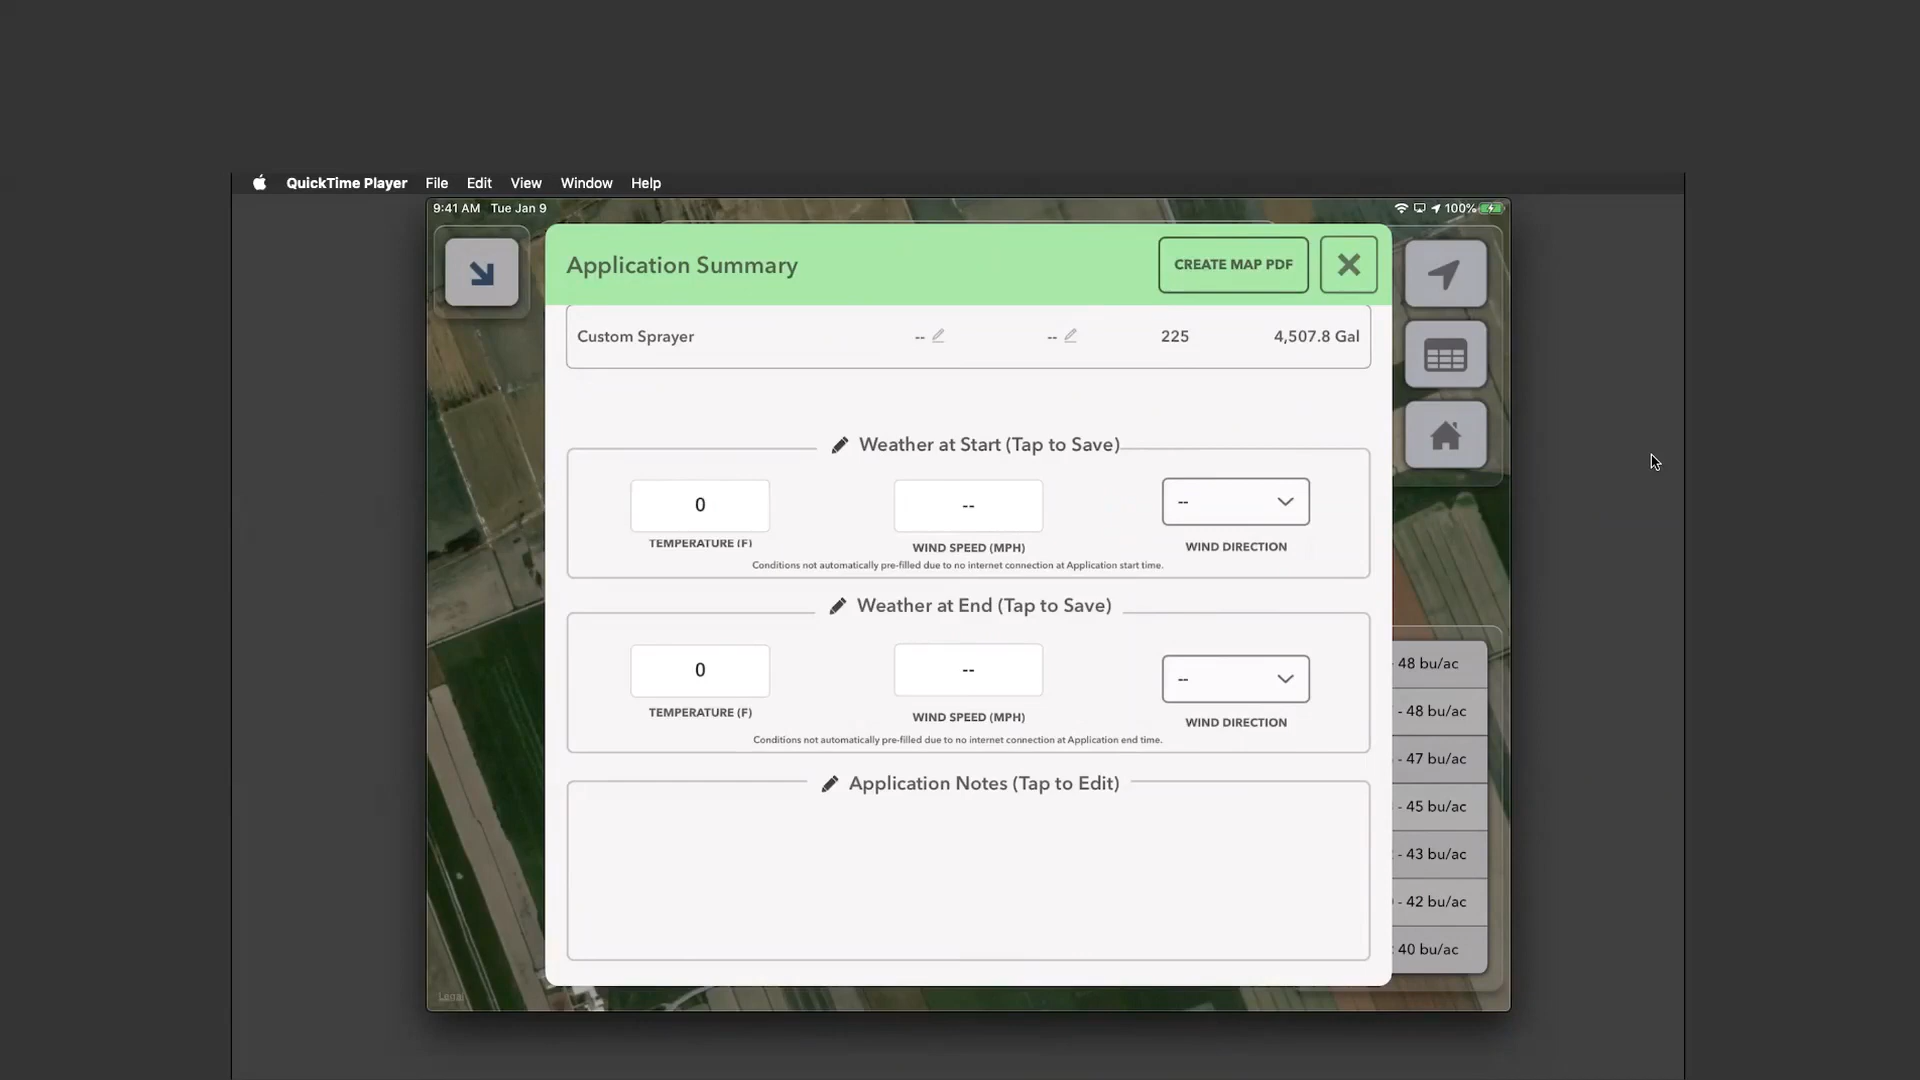 QuickTime Player File Edit View Window Help
9:41 AM Tue Jan 9 100%
Application Summary CREATE MAP PDF
Custom Sprayer -- -- 225 4,507.8 Gal
Weather at Start (Tap to Save)
0 -- --
TEMPERATURE (F) WIND SPEED (MPH) WIND DIRECTION
Conditions not automatically pre-filled due to no internet connection at Application start time.
Weather at End (Tap to Save)
0 -- --
TEMPERATURE (F) WIND SPEED (MPH) WIND DIRECTION
Conditions not automatically pre-filled due to no internet connection at Application end time.
Application Notes (Tap to Edit)
48 bu/ac
- 48 bu/ac
- 47 bu/ac
- 45 bu/ac
- 43 bu/ac
- 42 bu/ac
40 bu/ac
Legal